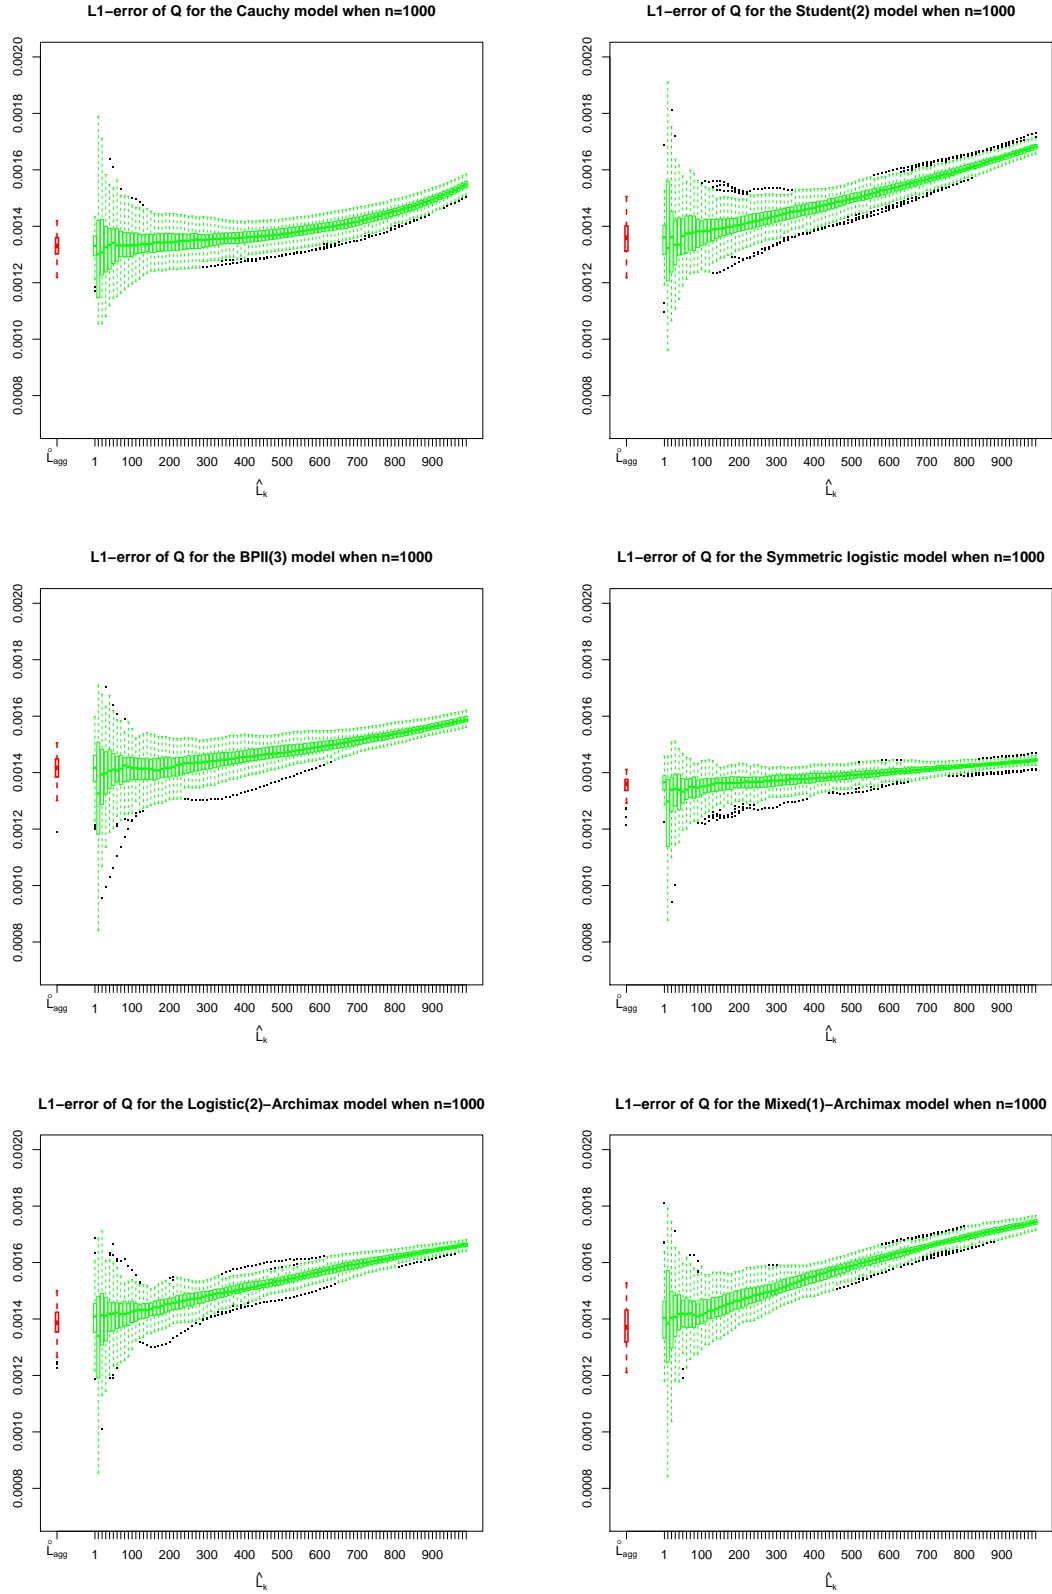 L1−error of Q for the Cauchy model when n=1000
0.0020
0.0018
0.0016
0.0014
0.0012
0.0010
0.0008
L̊agg 1 100 200 300 400 500 600 700 800 900
L̂k
L1−error of Q for the Student(2) model when n=1000
0.0020
0.0018
0.0016
0.0014
0.0012
0.0010
0.0008
L̊agg 1 100 200 300 400 500 600 700 800 900
L̂k
L1−error of Q for the BPII(3) model when n=1000
0.0020
0.0018
0.0016
0.0014
0.0012
0.0010
0.0008
L̊agg 1 100 200 300 400 500 600 700 800 900
L̂k
L1−error of Q for the Symmetric logistic model when n=1000
0.0020
0.0018
0.0016
0.0014
0.0012
0.0010
0.0008
L̊agg 1 100 200 300 400 500 600 700 800 900
L̂k
L1−error of Q for the Logistic(2)−Archimax model when n=1000
0.0020
0.0018
0.0016
0.0014
0.0012
0.0010
0.0008
L̊agg 1 100 200 300 400 500 600 700 800 900
L̂k
L1−error of Q for the Mixed(1)−Archimax model when n=1000
0.0020
0.0018
0.0016
0.0014
0.0012
0.0010
0.0008
L̊agg 1 100 200 300 400 500 600 700 800 900
L̂k